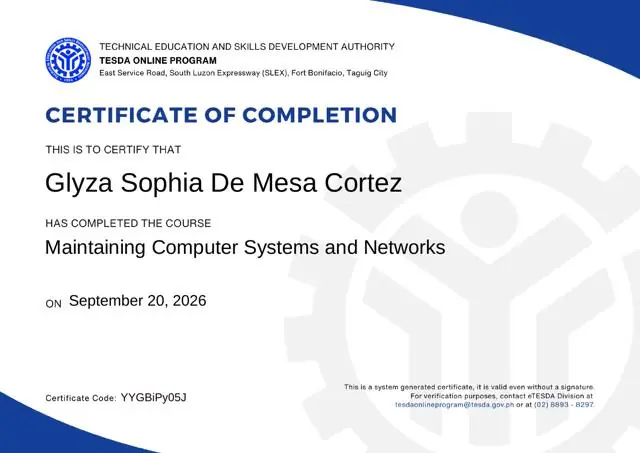 TECHNICAL EDUCATION AND SKILLS DEVELOPMENT AUTHORITY
TESDA ONLINE PROGRAM
East Service Road, South Luzon Expressway (SLEX), Fort Bonifacio, Taguig City
CERTIFICATE OF COMPLETION
THIS IS TO CERTIFY THAT
Glyza Sophia De Mesa Cortez
HAS COMPLETED THE COURSE
Maintaining Computer Systems and Networks
ON September 20, 2026
Certificate Code: YYGBiPy05J
This is a system generated certificate, it is valid even without a signature.
For verification purposes, contact eTESDA Division at
tesdaonlineprogram@tesda.gov.ph or at (02) 8893 - 8297.